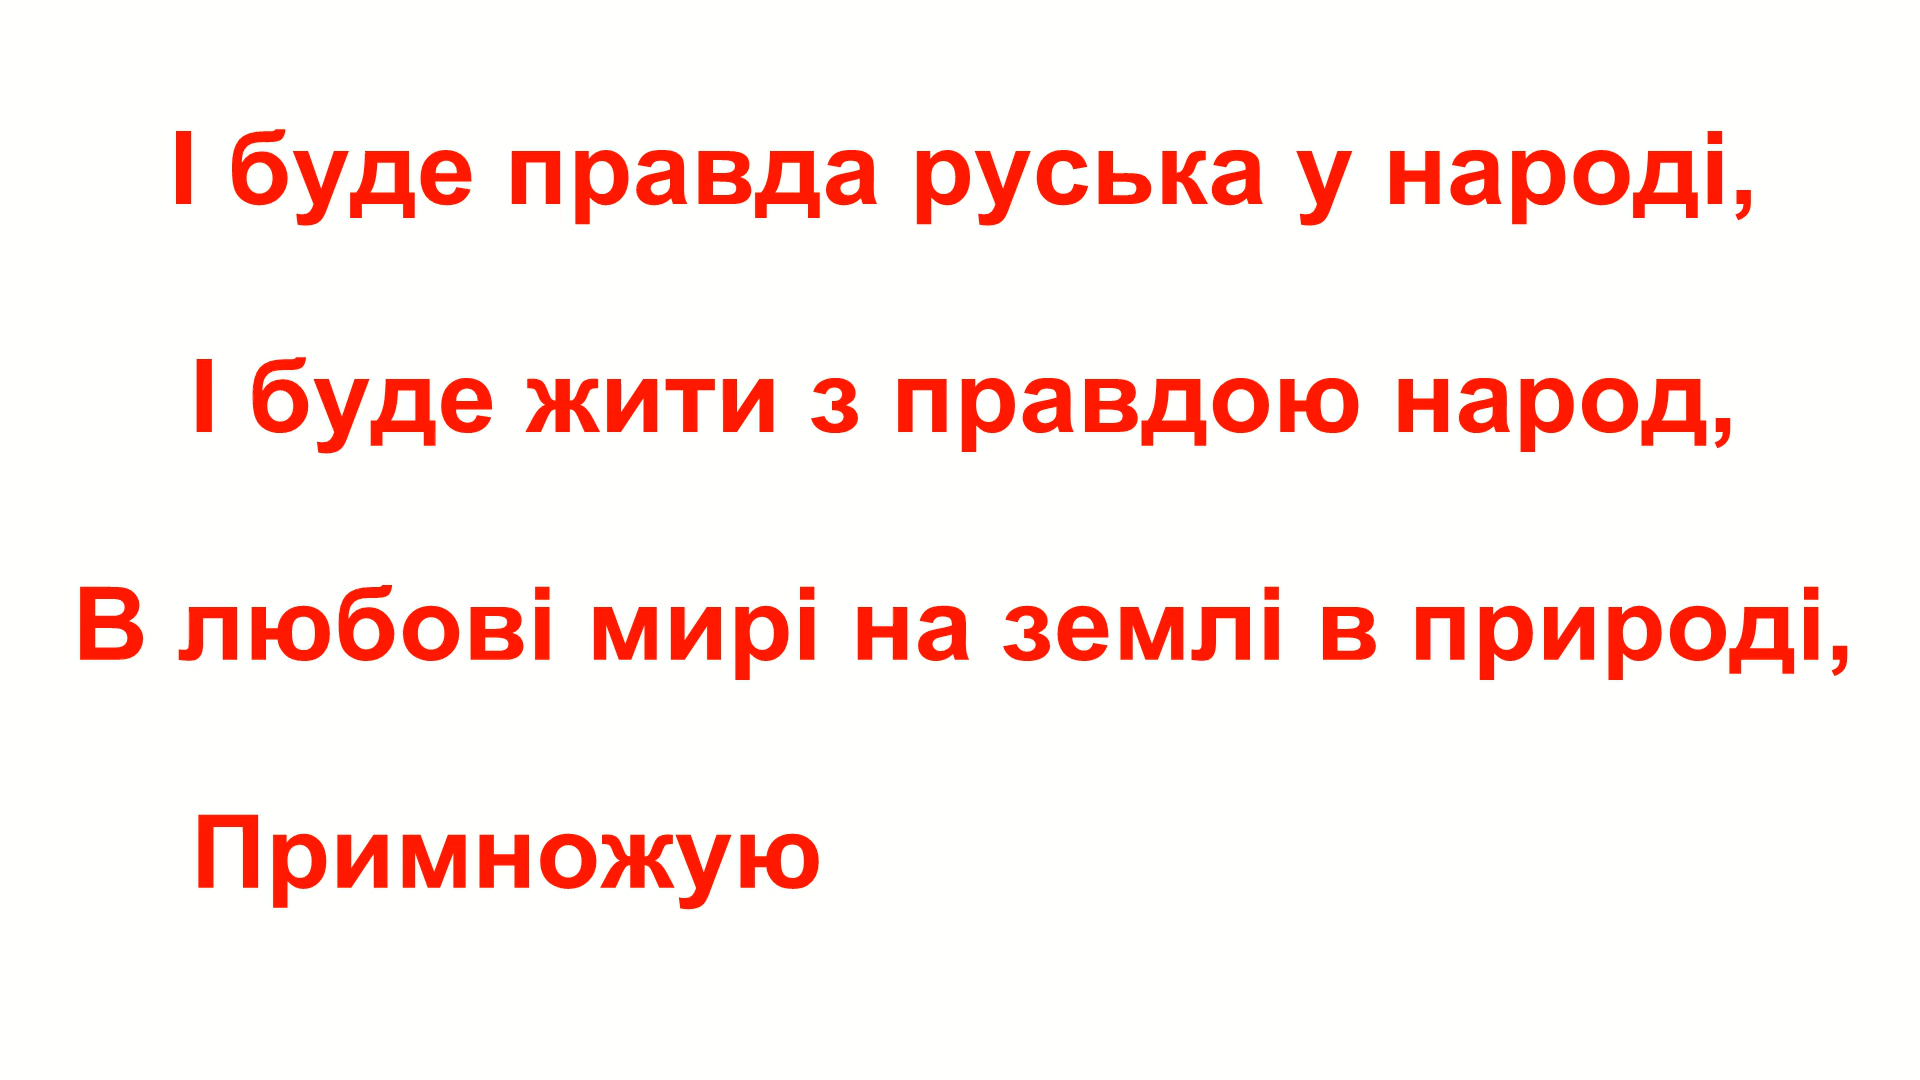 І буде правда руська у народі,
І буде жити з правдою народ,
В любові мирі на землі в природі,
Примножую